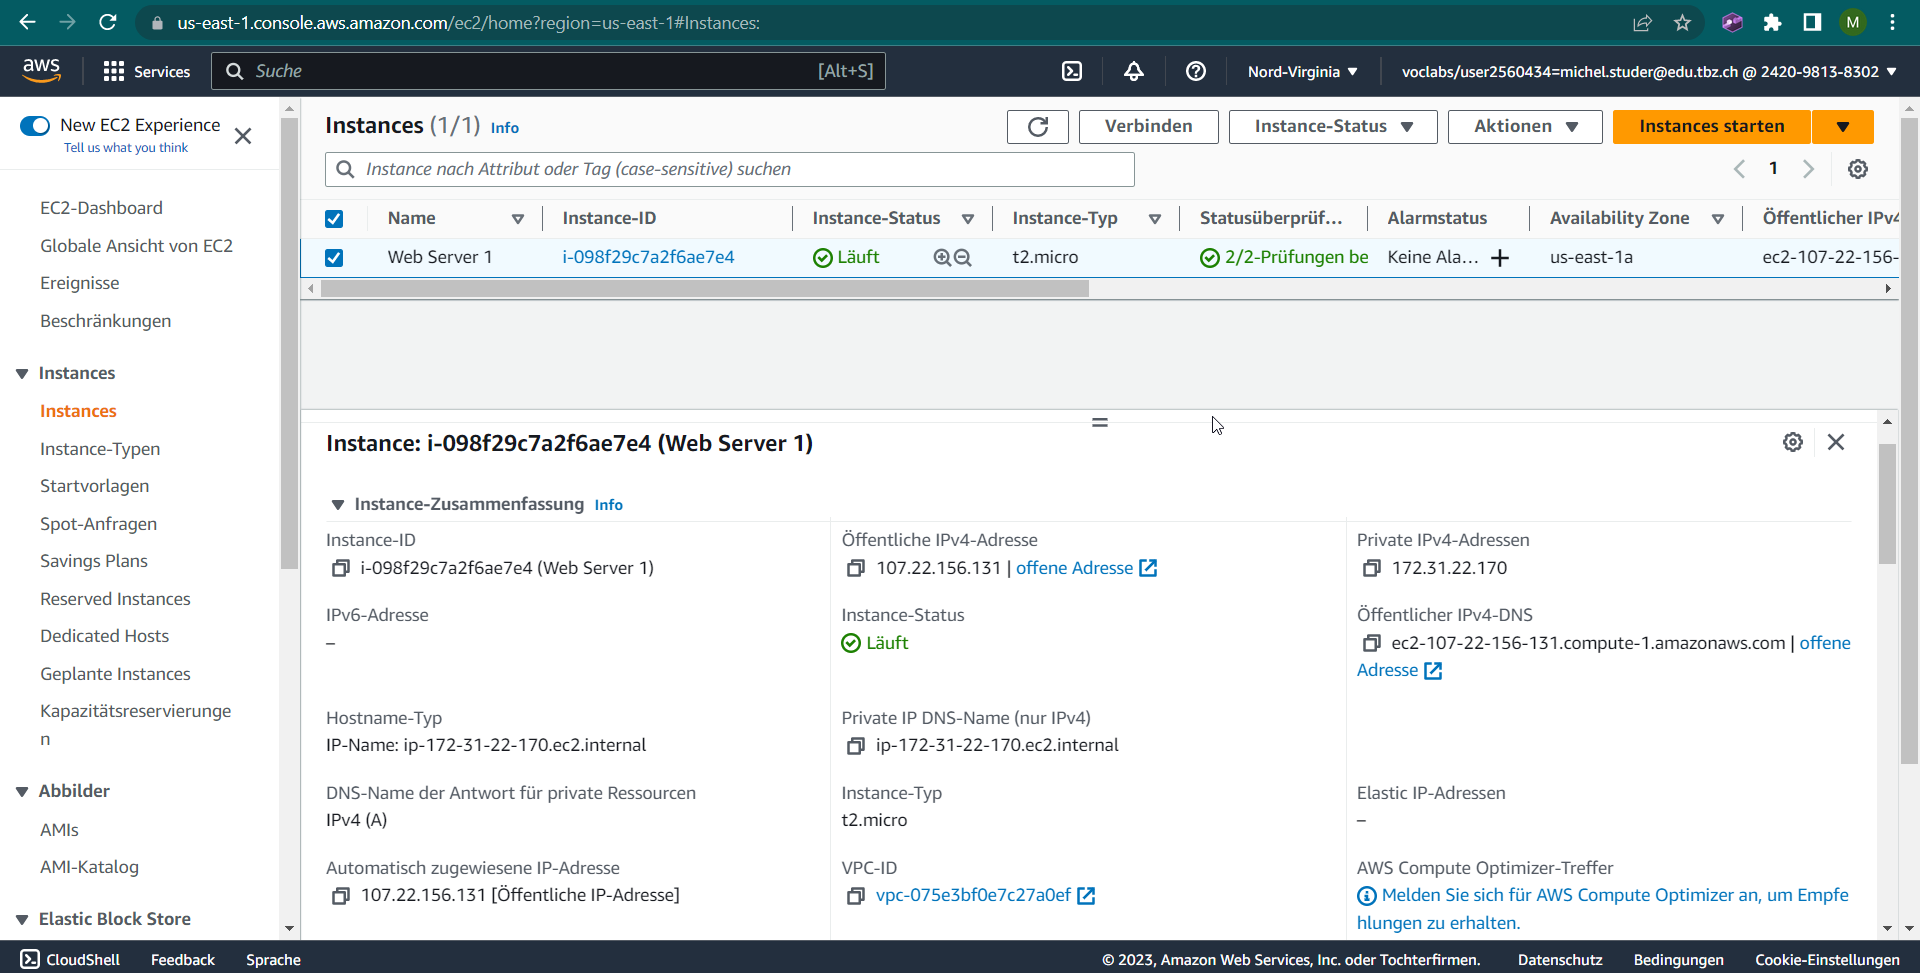 us-east-1.console.aws.amazon.com/ec2/home?region=us-east-1#Instances:
M
aws
Services
Suche
[Alt+S]
Nord-Virginia
voclabs/user2560434=michel.studer@edu.tbz.ch @ 2420-9813-8302
New EC2 Experience
Tell us what you think
EC2-Dashboard
Globale Ansicht von EC2
Ereignisse
Beschränkungen
Instances
Instances
Instance-Typen
Startvorlagen
Spot-Anfragen
Savings Plans
Reserved Instances
Dedicated Hosts
Geplante Instances
Kapazitätsreservierunge
n
Abbilder
AMIs
AMI-Katalog
Elastic Block Store
Instances (1/1) Info
Verbinden
Instance-Status
Aktionen
Instances starten
Instance nach Attribut oder Tag (case-sensitive) suchen
1
Name Instance-ID Instance-Status Instance-Typ Statusüberprüf... Alarmstatus Availability Zone Öffentlicher IPv4
Web Server 1 i-098f29c7a2f6ae7e4 Läuft t2.micro 2/2-Prüfungen be Keine Ala... us-east-1a ec2-107-22-156-
Instance: i-098f29c7a2f6ae7e4 (Web Server 1)
Instance-Zusammenfassung Info
Instance-ID
i-098f29c7a2f6ae7e4 (Web Server 1)
Öffentliche IPv4-Adresse
107.22.156.131 | offene Adresse
Private IPv4-Adressen
172.31.22.170
IPv6-Adresse
–
Instance-Status
Läuft
Öffentlicher IPv4-DNS
ec2-107-22-156-131.compute-1.amazonaws.com | offene
Adresse
Hostname-Typ
IP-Name: ip-172-31-22-170.ec2.internal
Private IP DNS-Name (nur IPv4)
ip-172-31-22-170.ec2.internal
DNS-Name der Antwort für private Ressourcen
IPv4 (A)
Instance-Typ
t2.micro
Elastic IP-Adressen
–
Automatisch zugewiesene IP-Adresse
107.22.156.131 [Öffentliche IP-Adresse]
VPC-ID
vpc-075e3bf0e7c27a0ef
AWS Compute Optimizer-Treffer
Melden Sie sich für AWS Compute Optimizer an, um Empfe
hlungen zu erhalten.
CloudShell
Feedback
Sprache
© 2023, Amazon Web Services, Inc. oder Tochterfirmen.
Datenschutz
Bedingungen
Cookie-Einstellungen